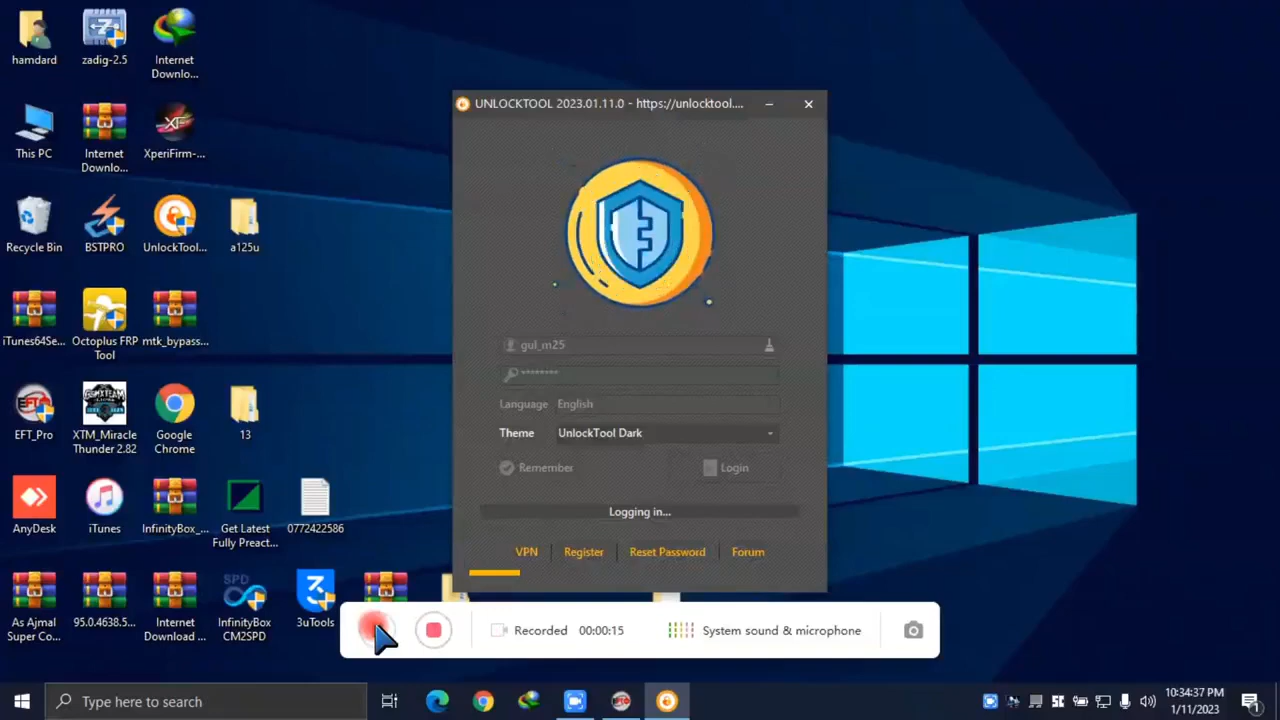 hamdard
zadig-2.5
Internet
Downlo...
This PC
Internet
Downlo...
XperiFirm-...
Recycle Bin
BSTPRO
UnlockTool...
a125u
iTunes64Se...
Octoplus FRP
Tool
mtk_bypass...
EFT_Pro
XTM_Miracle
Thunder 2.82
Google
Chrome
13
AnyDesk
iTunes
InfinityBox_...
Get Latest
Fully Preact...
0772422586
As Ajmal
Super Co...
95.0.4638.5...
Internet
Download ...
SPD
InfinityBox
CM2SPD
3uTools
UNLOCKTOOL 2023.01.11.0 - https://unlocktool....
gul_m25
********
Language English
Theme UnlockTool Dark
Remember Login
Logging in...
VPN Register Reset Password Forum
Recorded 00:00:15 System sound & microphone
Type here to search
10:34:37 PM
1/11/2023
1